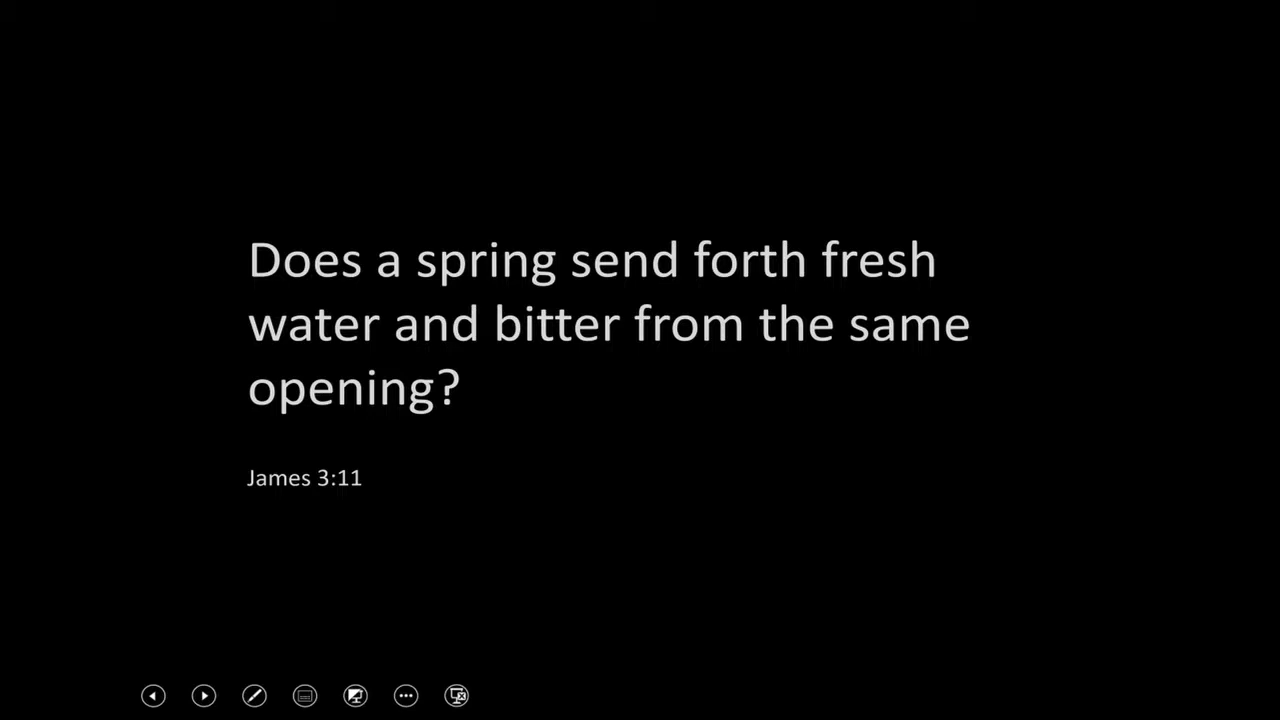 Does a spring send forth fresh
water and bitter from the same
opening?
James 3:11